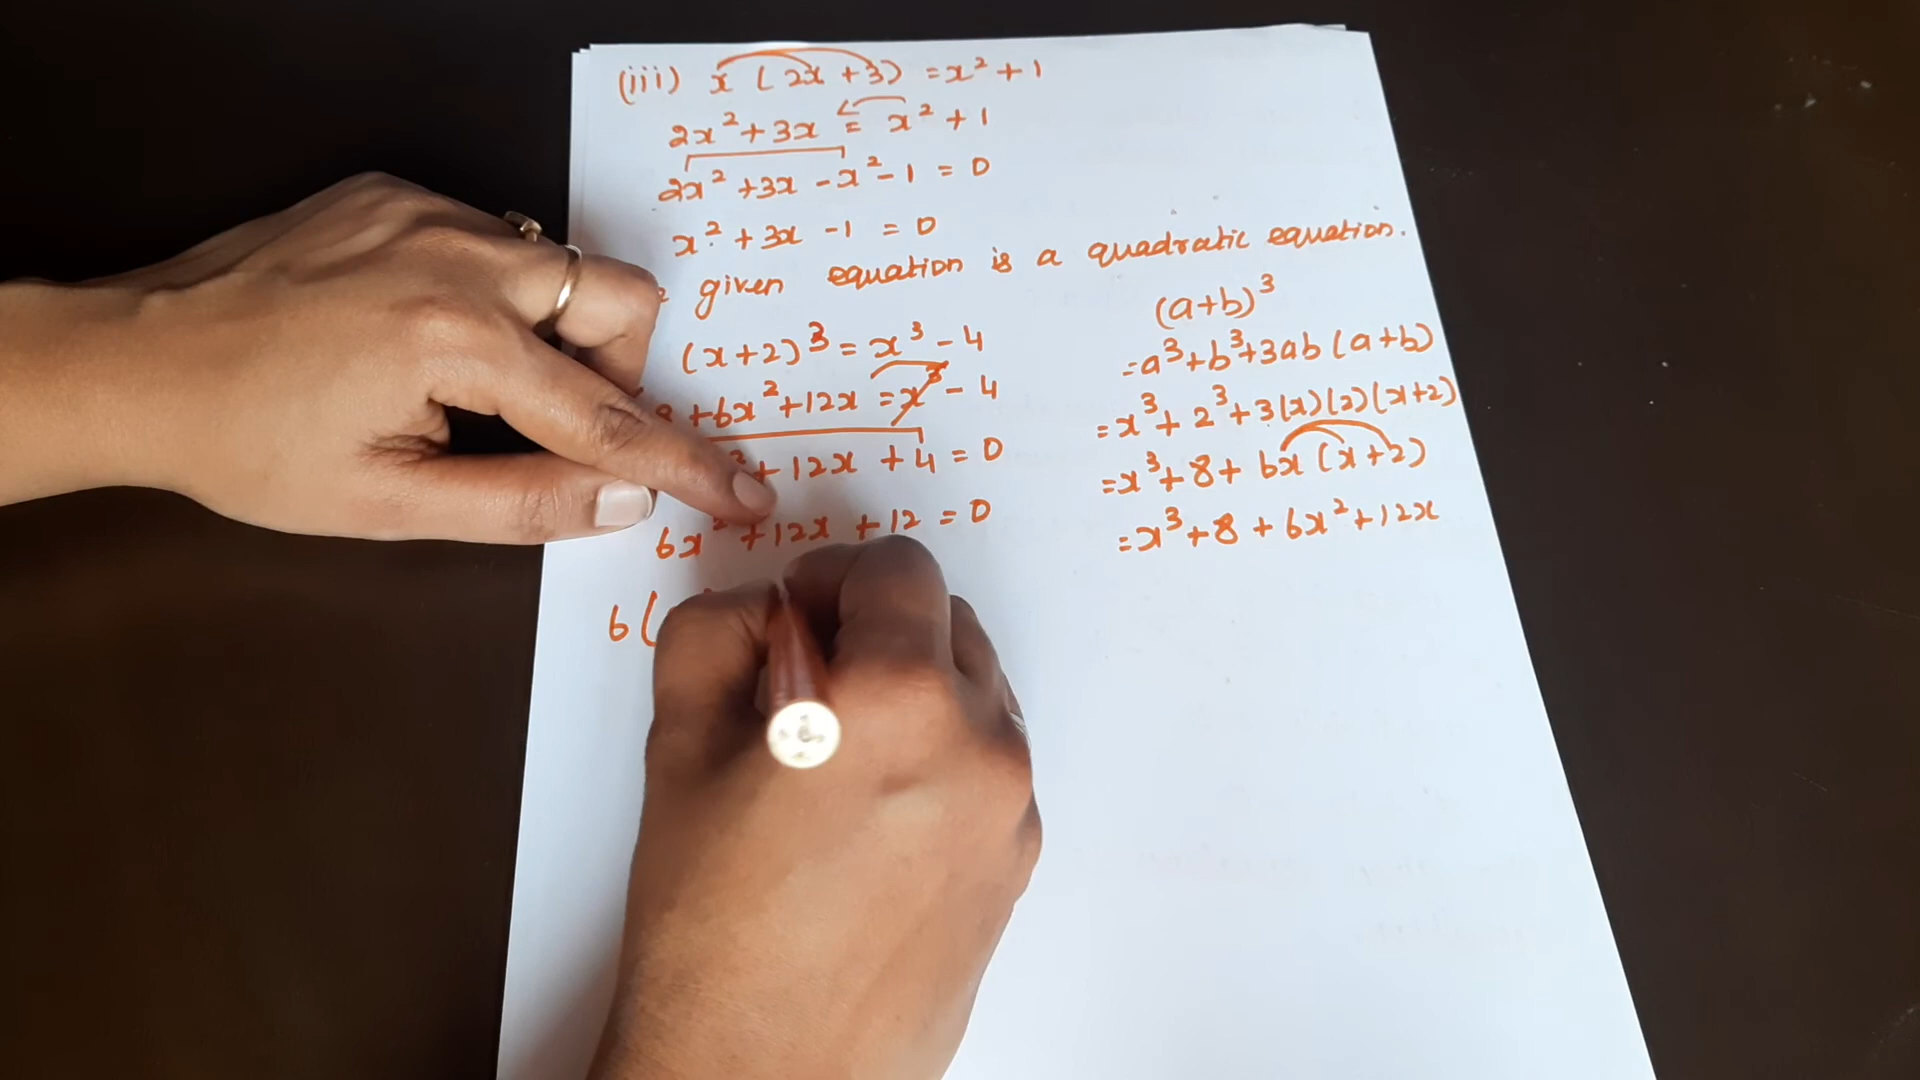 (iii) x (2x + 3) = x² + 1
2x² + 3x = x² + 1
2x² + 3x - x² - 1 = 0
x² + 3x - 1 = 0
given equation is a quadratic equation.
(x+2)³ = x³ - 4
+ 6x² + 12x = x³ - 4
+ 12x + 4 = 0
6x² + 12x + 12 = 0
6(
(a+b)³
= a³ + b³ + 3ab (a+b)
= x³ + 2³ + 3(x)(2)(x+2)
= x³ + 8 + 6x (x+2)
= x³ + 8 + 6x² + 12x